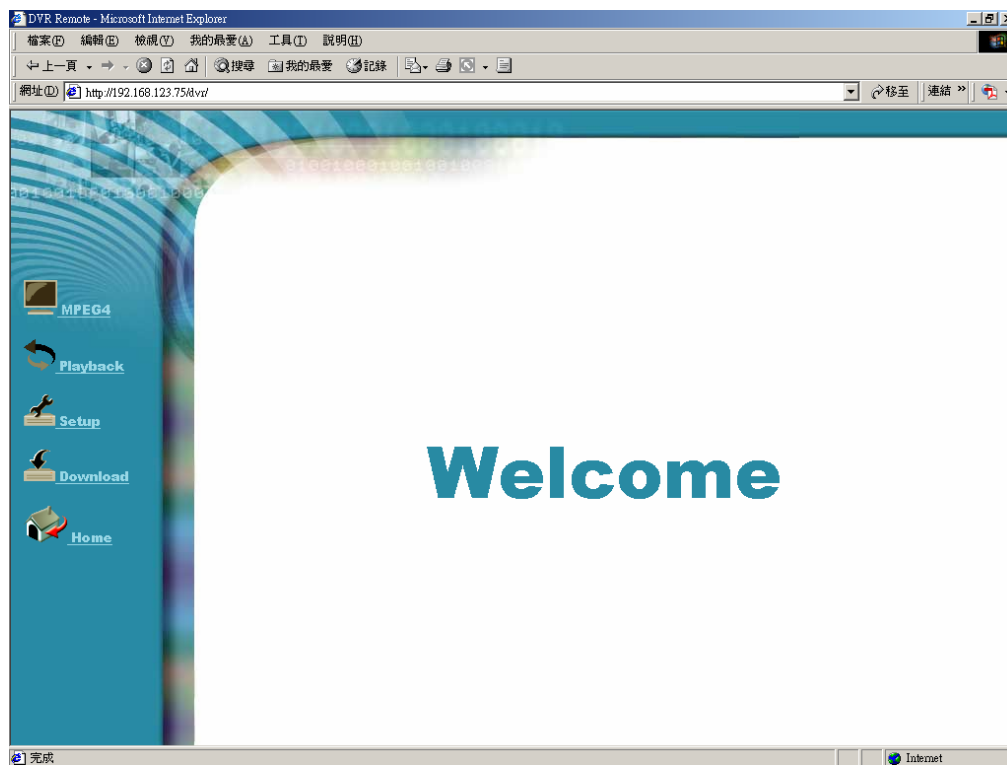 DVR Remote - Microsoft Internet Explorer
檔案(F) 編輯(E) 檢視(V) 我的最愛(A) 工具(T) 說明(H)
上一頁 搜尋 我的最愛 記錄
網址(D) http://192.168.123.75/dvr/ 移至 連結 »
MPEG4
Playback
Setup
Download
Home
Welcome
完成 Internet